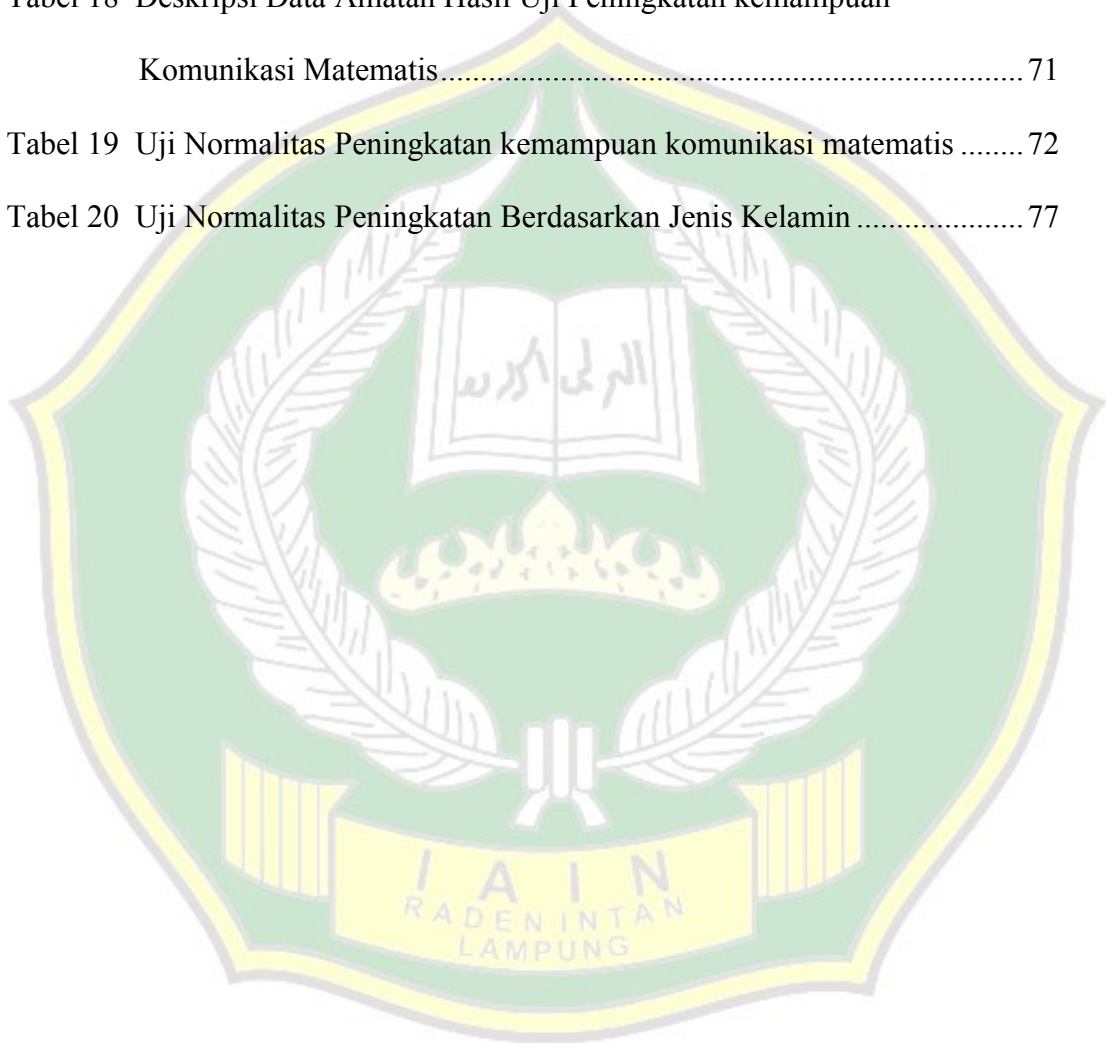 Tabel 18 Deskripsi Data Amatan Hasil Uji Peningkatan kemampuan
Komunikasi Matematis.......................................................................... 71
Tabel 19 Uji Normalitas Peningkatan kemampuan komunikasi matematis ........ 72
Tabel 20 Uji Normalitas Peningkatan Berdasarkan Jenis Kelamin ..................... 77
I A I N
RADEN INTAN
LAMPUNG